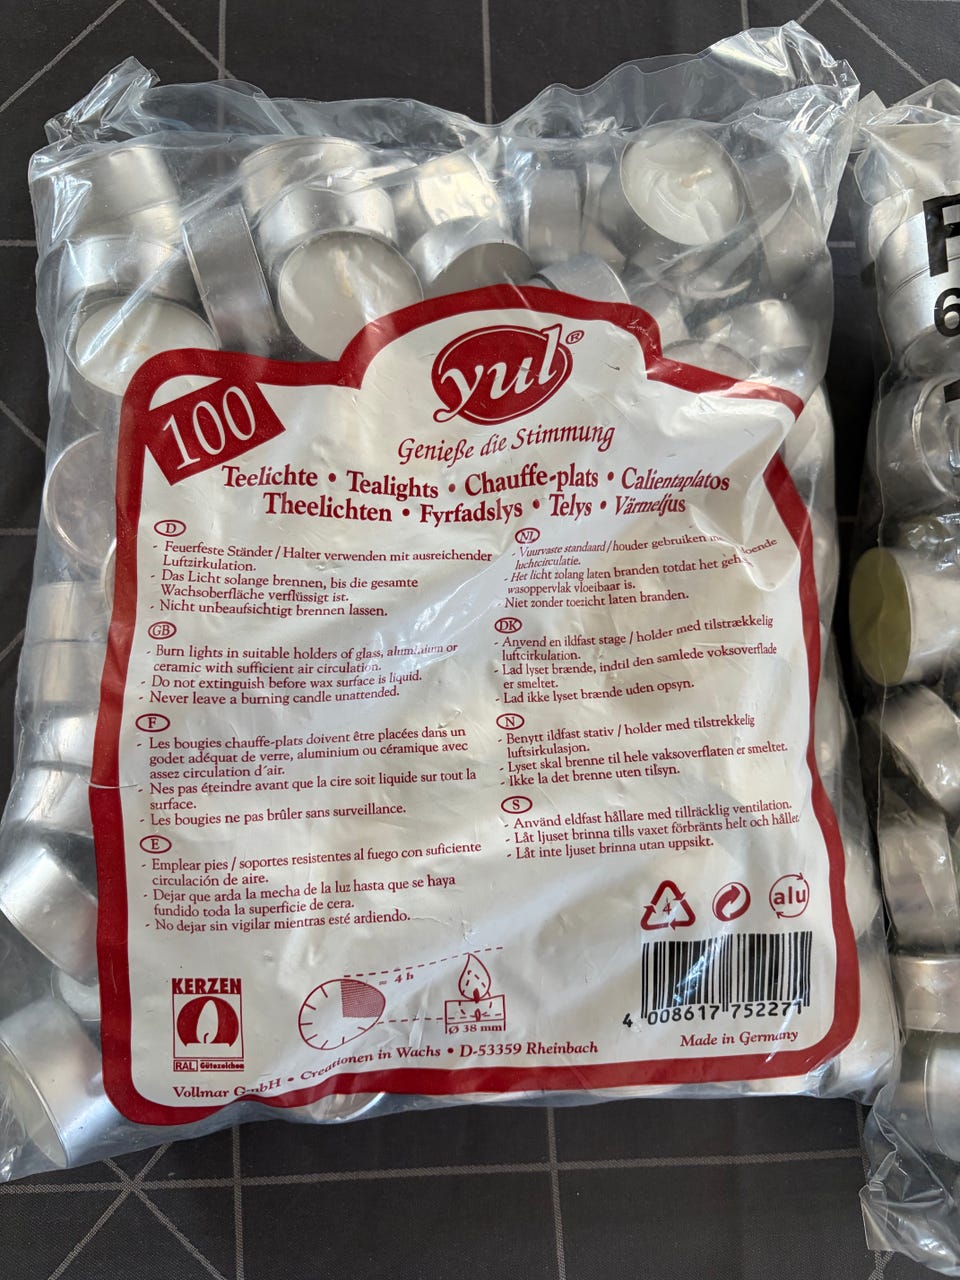 100
yul®
Genieße die Stimmung
Teelichte • Tealights • Chauffe-plats • Calientaplatos
Theelichten • Fyrfadslys • Telys • Värmeljus
D
- Feuerfeste Ständer / Halter verwenden mit ausreichender
Luftzirkulation.
- Das Licht solange brennen, bis die gesamte
Wachsoberfläche verflüssigt ist.
- Nicht unbeaufsichtigt brennen lassen.
GB
- Burn lights in suitable holders of glass, aluminium or
ceramic with sufficient air circulation.
- Do not extinguish before wax surface is liquid.
- Never leave a burning candle unattended.
F
- Les bougies chauffe-plats doivent être placées dans un
godet adéquat de verre, aluminium ou céramique avec
assez circulation d´air.
- Nes pas éteindre avant que la cire soit liquide sur tout la
surface.
- Les bougies ne pas brûler sans surveillance.
E
- Emplear pies / soportes resistentes al fuego con suficiente
circulación de aire.
- Dejar que arda la mecha de la luz hasta que se haya
fundido toda la superficie de cera.
- No dejar sin vigilar mientras esté ardiendo.
NL
- Vuurvaste standaard / houder gebruiken
luchtcirculatie.
- Het licht zolang laten branden totdat het
wasoppervlak vloeibaar is.
- Niet zonder toezicht laten branden.
DK
- Anvend en ildfast stage / holder med tilstrækkelig
luftcirkulation.
- Lad lyset brænde, indtil den samlede voksoverflade
er smeltet.
- Lad ikke lyset brænde uden opsyn.
N
- Benytt ildfast stativ / holder med tilstrekkelig
luftsirkulasjon.
- Lyset skal brenne til hele vaksoverflaten er smeltet.
- Ikke la det brenne uten tilsyn.
S
- Använd eldfast hållare med tillräcklig ventilation.
- Låt ljuset brinna tills vaxet förbränts helt och hållet
- Låt inte ljuset brinna utan uppsikt.
4
alu
KERZEN
RAL Gütezeichen
≈ 4 h
Ø 38 mm
4 008617 752271
Made in Germany
Vollmar GmbH • Creationen in Wachs • D-53359 Rheinbach
6